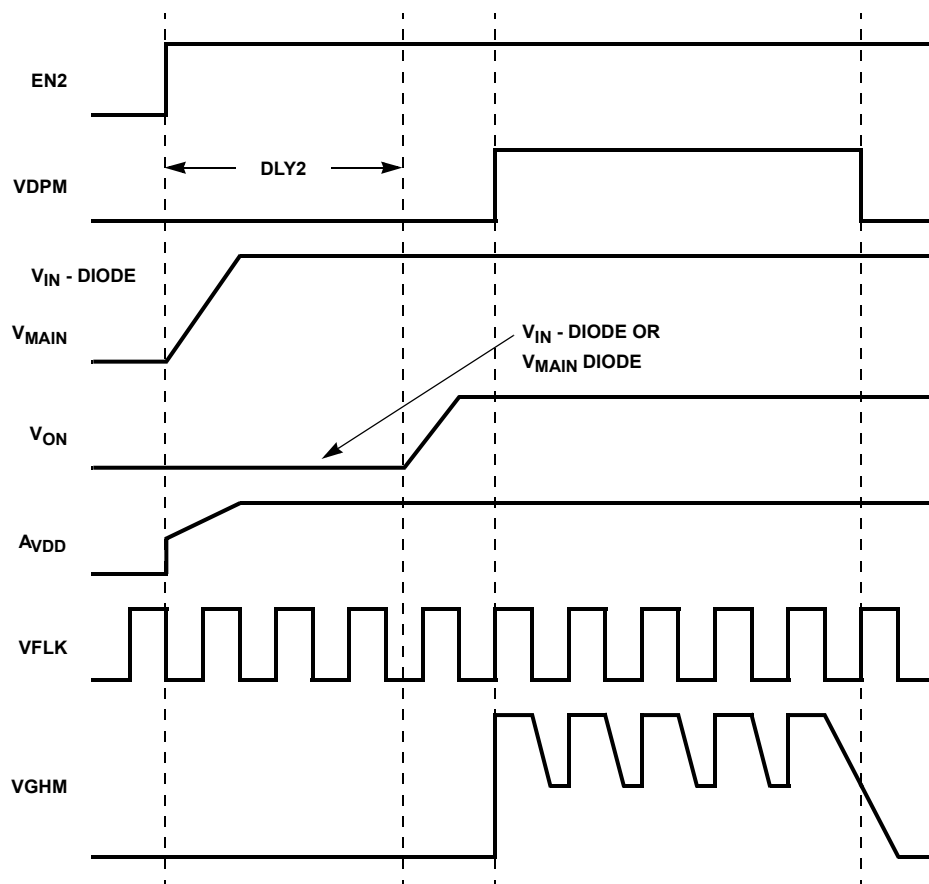 EN2
DLY2
VDPM
VIN - DIODE
VMAIN
VIN - DIODE OR
VMAIN DIODE
VON
AVDD
VFLK
VGHM